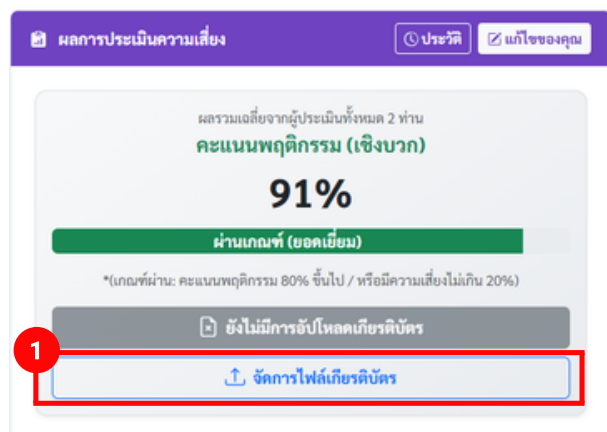 ผลการประเมินความเสี่ยง
ประวัติ
แก้ไขของคุณ
ผลรวมเฉลี่ยจากผู้ประเมินทั้งหมด 2 ท่าน
คะแนนพฤติกรรม (เชิงบวก)
91%
ผ่านเกณฑ์ (ยอดเยี่ยม)
*(เกณฑ์ผ่าน: คะแนนพฤติกรรม 80% ขึ้นไป / หรือมีความเสี่ยงไม่เกิน 20%)
ยังไม่มีการอัปโหลดเกียรติบัตร
1
จัดการไฟล์เกียรติบัตร